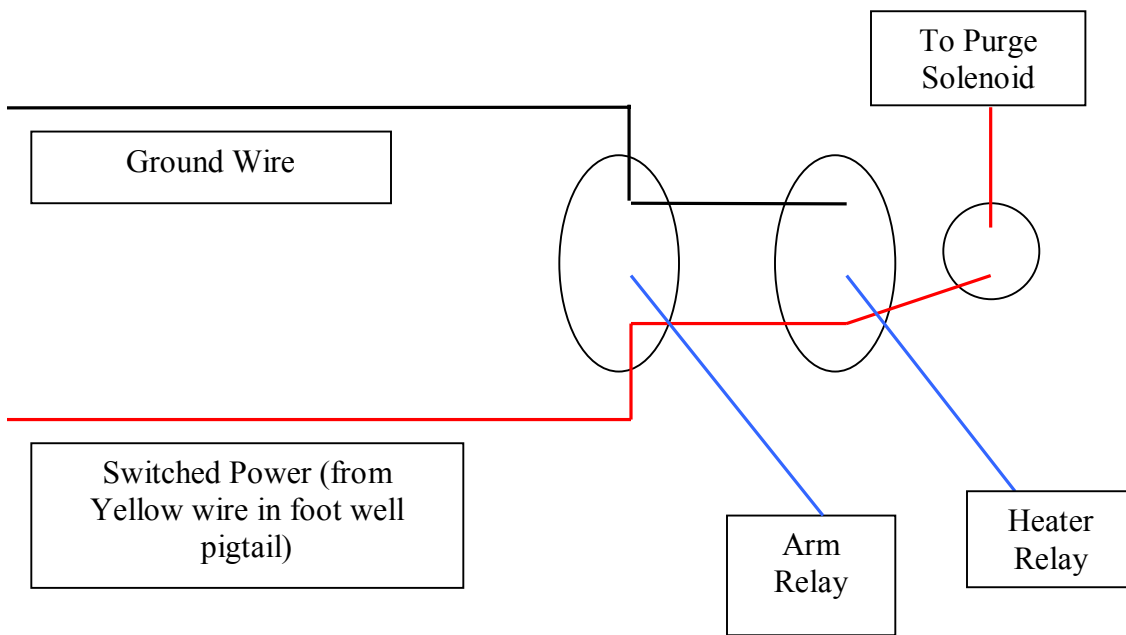 To Purge
Solenoid
Ground Wire
Switched Power (from
Yellow wire in foot well
pigtail)
Arm
Relay
Heater
Relay